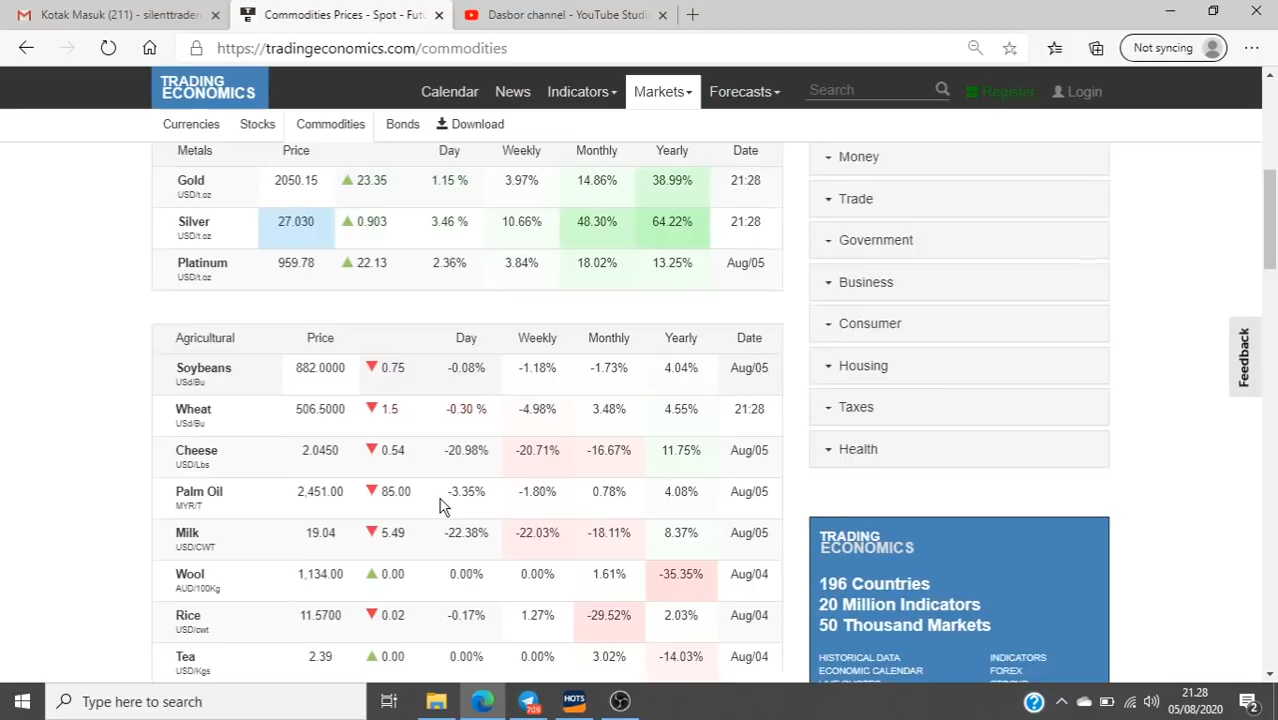 Kotak Masuk (211) - silenttrader
Commodities Prices - Spot - Futu
Dasbor channel - YouTube Studi
https://tradingeconomics.com/commodities
Not syncing
TRADING
ECONOMICS
Calendar News Indicators Markets Forecasts Search Register Login
Currencies Stocks Commodities Bonds Download
Metals Price Day Weekly Monthly Yearly Date
Gold 2050.15 23.35 1.15 % 3.97% 14.86% 38.99% 21:28
USD/t.oz
Silver 27.030 0.903 3.46 % 10.66% 48.30% 64.22% 21:28
USD/t.oz
Platinum 959.78 22.13 2.36% 3.84% 18.02% 13.25% Aug/05
USD/t.oz
Agricultural Price Day Weekly Monthly Yearly Date
Soybeans 882.0000 0.75 -0.08% -1.18% -1.73% 4.04% Aug/05
USd/Bu
Wheat 506.5000 1.5 -0.30 % -4.98% 3.48% 4.55% 21:28
USd/Bu
Cheese 2.0450 0.54 -20.98% -20.71% -16.67% 11.75% Aug/05
USD/Lbs
Palm Oil 2,451.00 85.00 -3.35% -1.80% 0.78% 4.08% Aug/05
MYR/T
Milk 19.04 5.49 -22.38% -22.03% -18.11% 8.37% Aug/05
USD/CWT
Wool 1,134.00 0.00 0.00% 0.00% 1.61% -35.35% Aug/04
AUD/100Kg
Rice 11.5700 0.02 -0.17% 1.27% -29.52% 2.03% Aug/04
USD/cwt
Tea 2.39 0.00 0.00% 0.00% 3.02% -14.03% Aug/04
USD/Kgs
Money
Trade
Government
Business
Consumer
Housing
Taxes
Health
Feedback
TRADING
ECONOMICS
196 Countries
20 Million Indicators
50 Thousand Markets
HISTORICAL DATA INDICATORS
ECONOMIC CALENDAR FOREX
LIVE QUOTES STOCKS
Type here to search
709
HOTS
21.28
05/08/2020
2